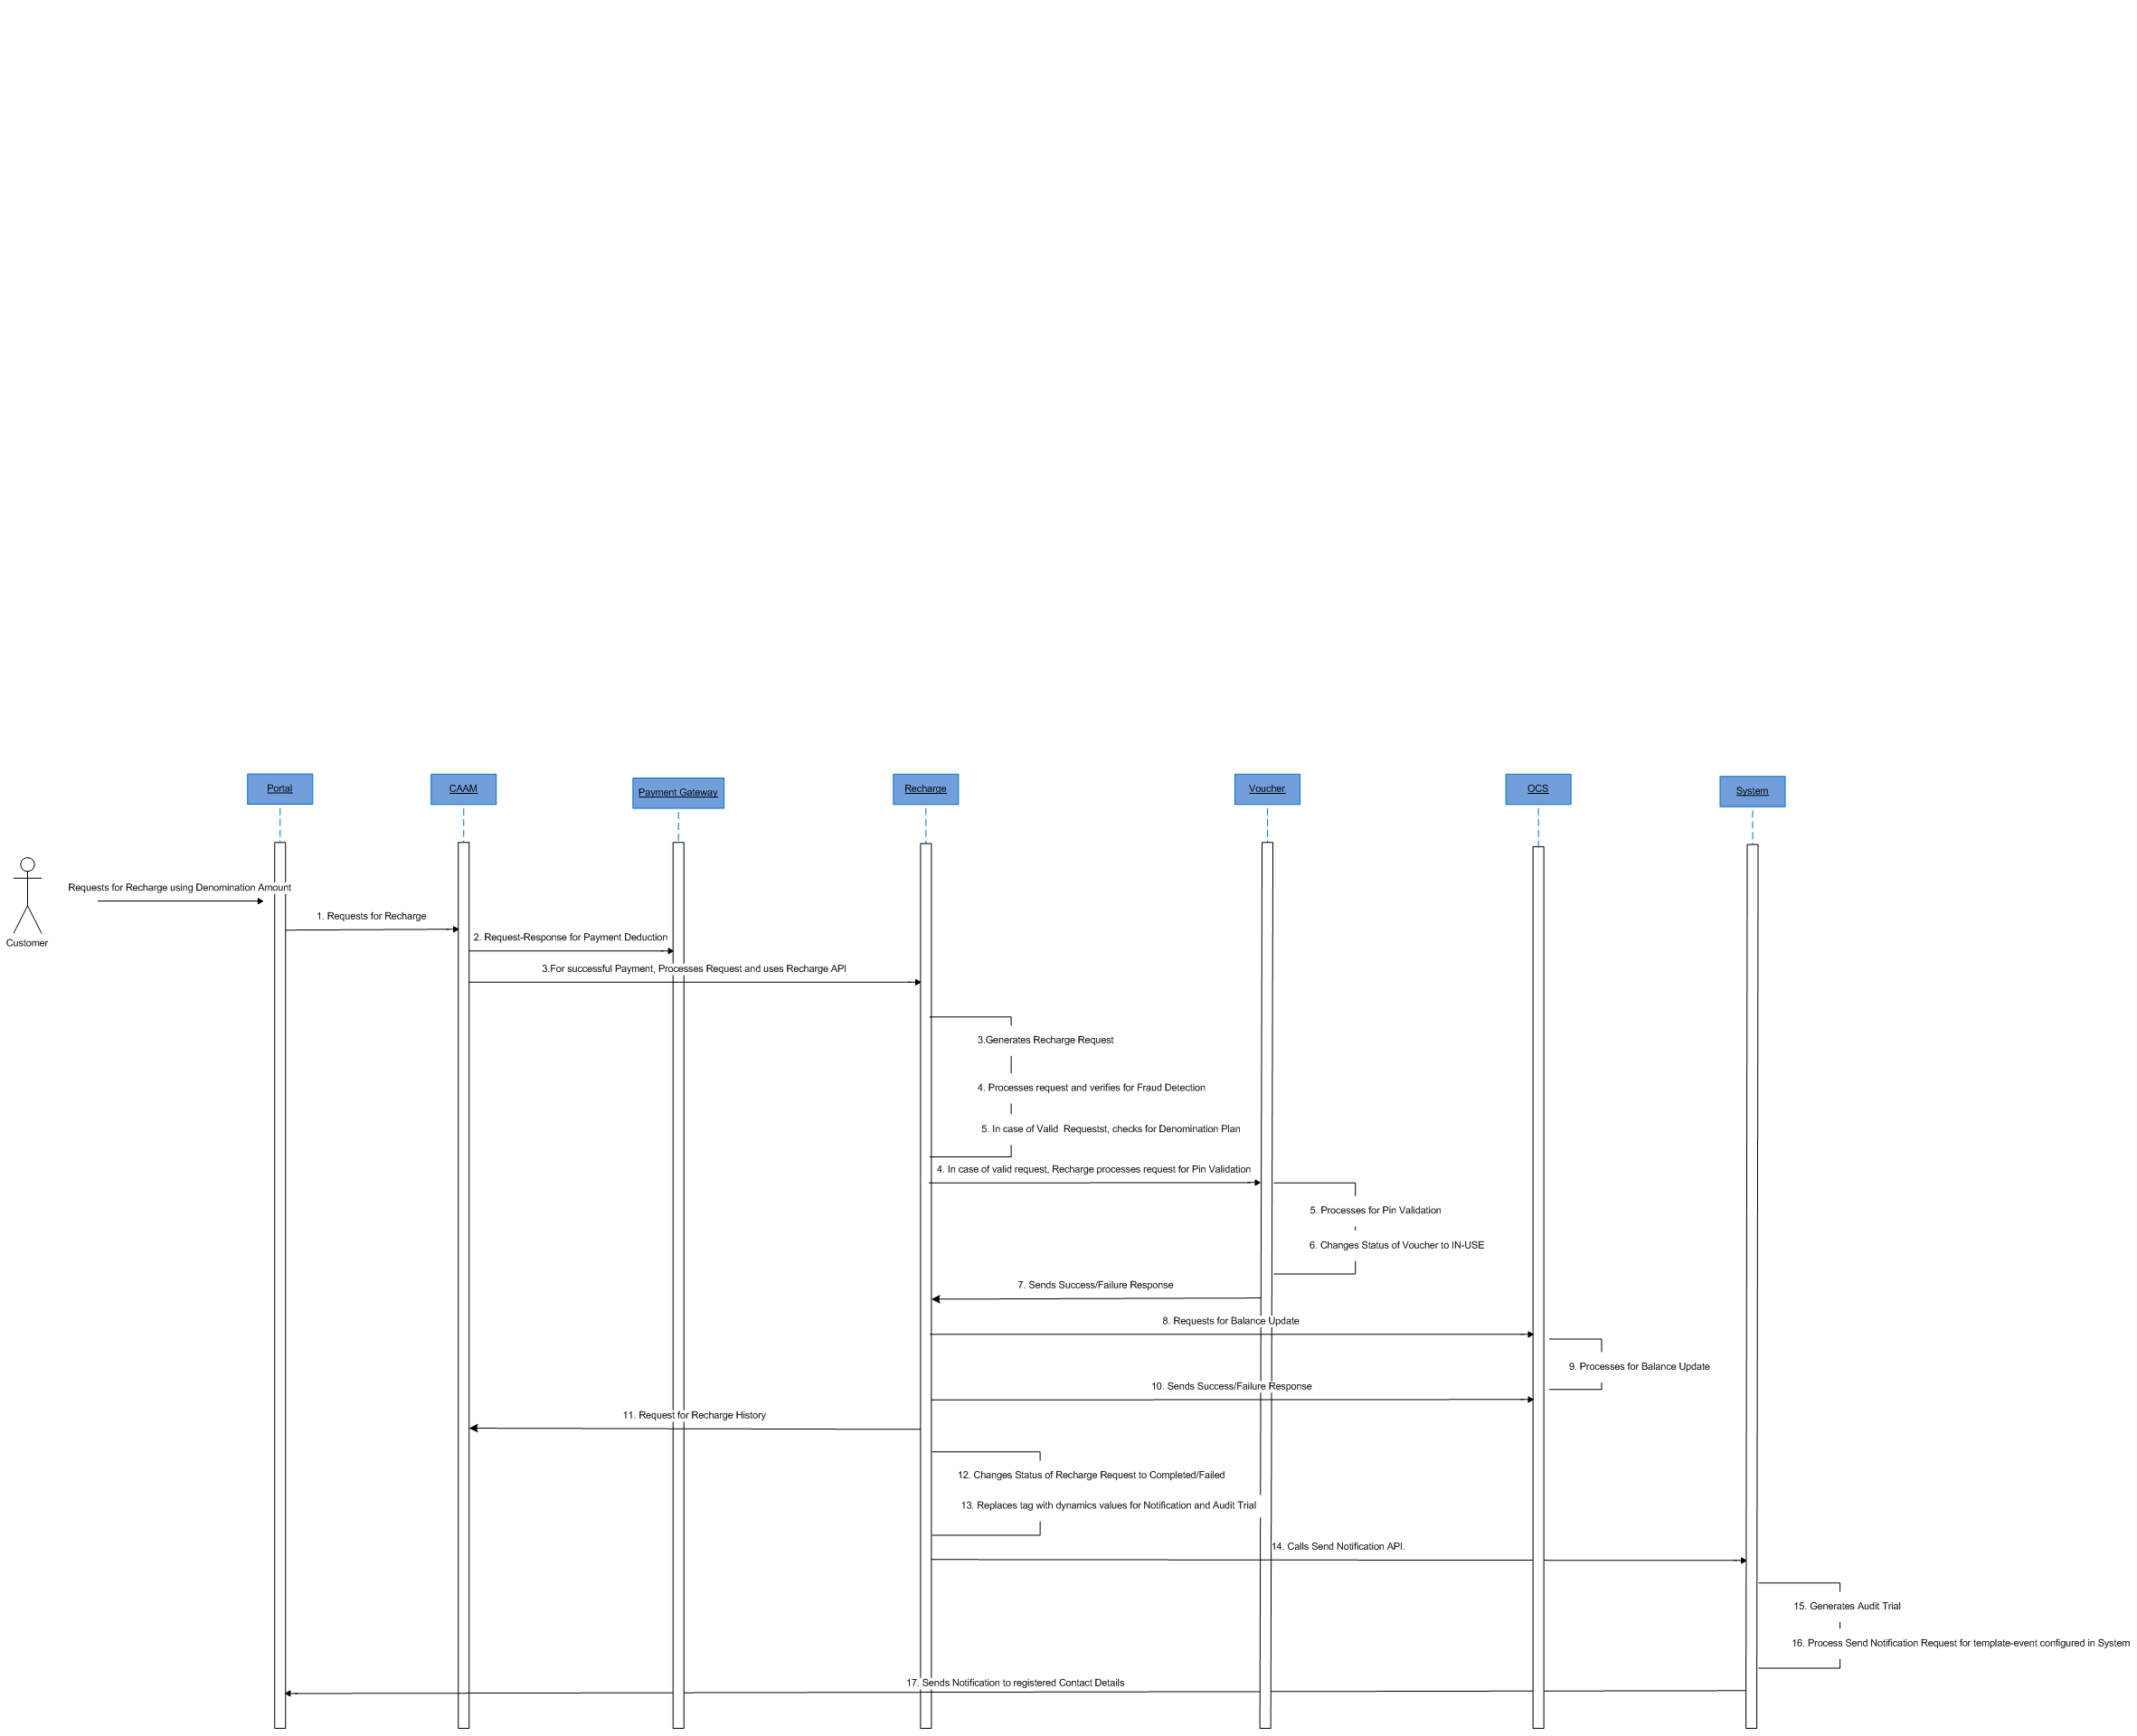 Portal
CAAM
Payment Gateway
Recharge
Voucher
OCS
System
Requests for Recharge using Denomination Amount
1. Requests for Recharge
Customer
2. Request-Response for Payment Deduction
3.For successful Payment, Processes Request and uses Recharge API
3.Generates Recharge Request
4. Processes request and verifies for Fraud Detection
5. In case of Valid  Requestst, checks for Denomination Plan
4. In case of valid request, Recharge processes request for Pin Validation
5. Processes for Pin Validation
6. Changes Status of Voucher to IN-USE
7. Sends Success/Failure Response
8. Requests for Balance Update
9. Processes for Balance Update
10. Sends Success/Failure Response
11. Request for Recharge History
12. Changes Status of Recharge Request to Completed/Failed
13. Replaces tag with dynamics values for Notification and Audit Trial
14. Calls Send Notification API.
15. Generates Audit Trial
16. Process Send Notification Request for template-event configured in System
17. Sends Notification to registered Contact Details